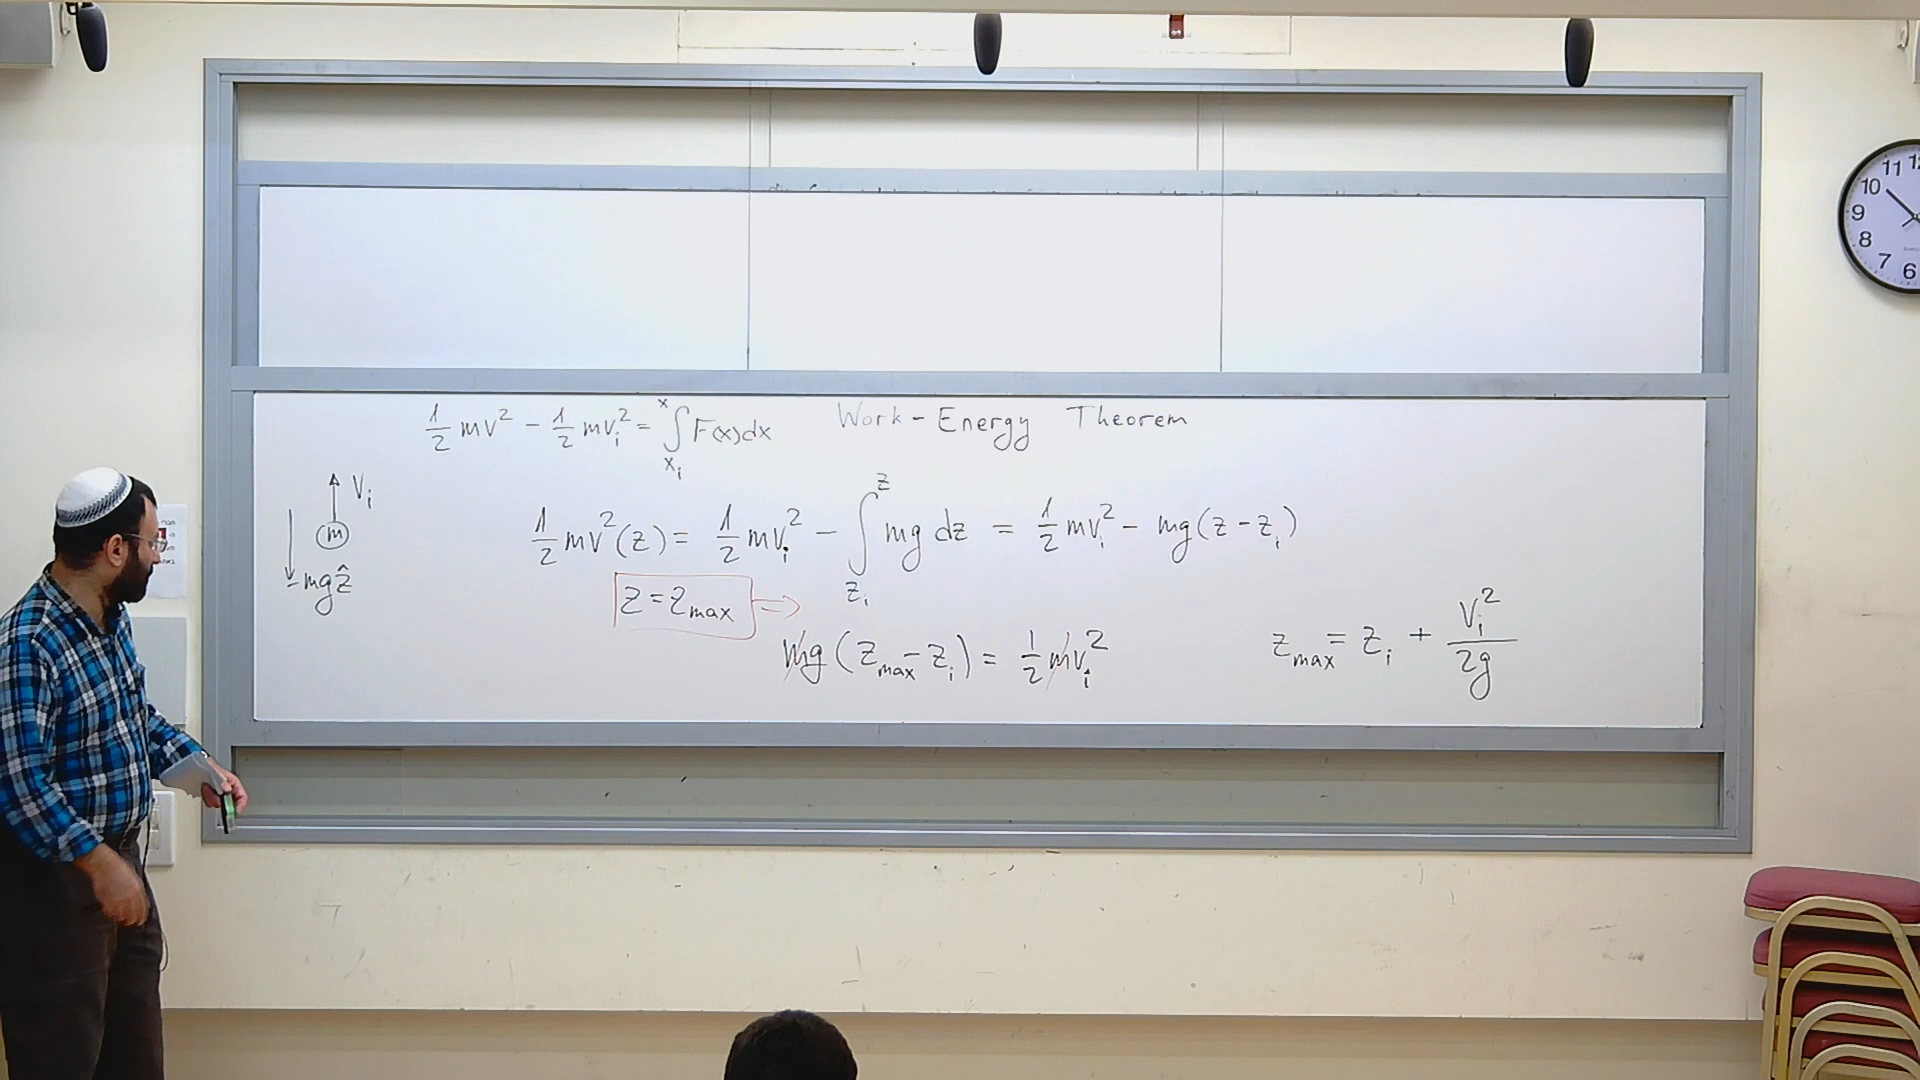 ½ mv² − ½ mvᵢ² = ∫_{xᵢ}^{x} F(x)dx Work - Energy Theorem
vᵢ
m
-mgẑ
½ mv²(z) = ½ mvᵢ² − ∫_{zᵢ}^{z} mg dz = ½ mvᵢ² − mg(z − zᵢ)
z = z_max ⇒
mg(z_max − zᵢ) = ½ mvᵢ²
z_max = zᵢ + vᵢ²/2g
11
10
9
8
7
6